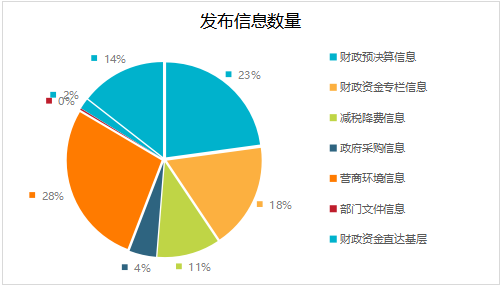 发布信息数量
14%
23%
2%
0%
28%
18%
4%
11%
财政预决算信息
财政资金专栏信息
减税降费信息
政府采购信息
营商环境信息
部门文件信息
财政资金直达基层